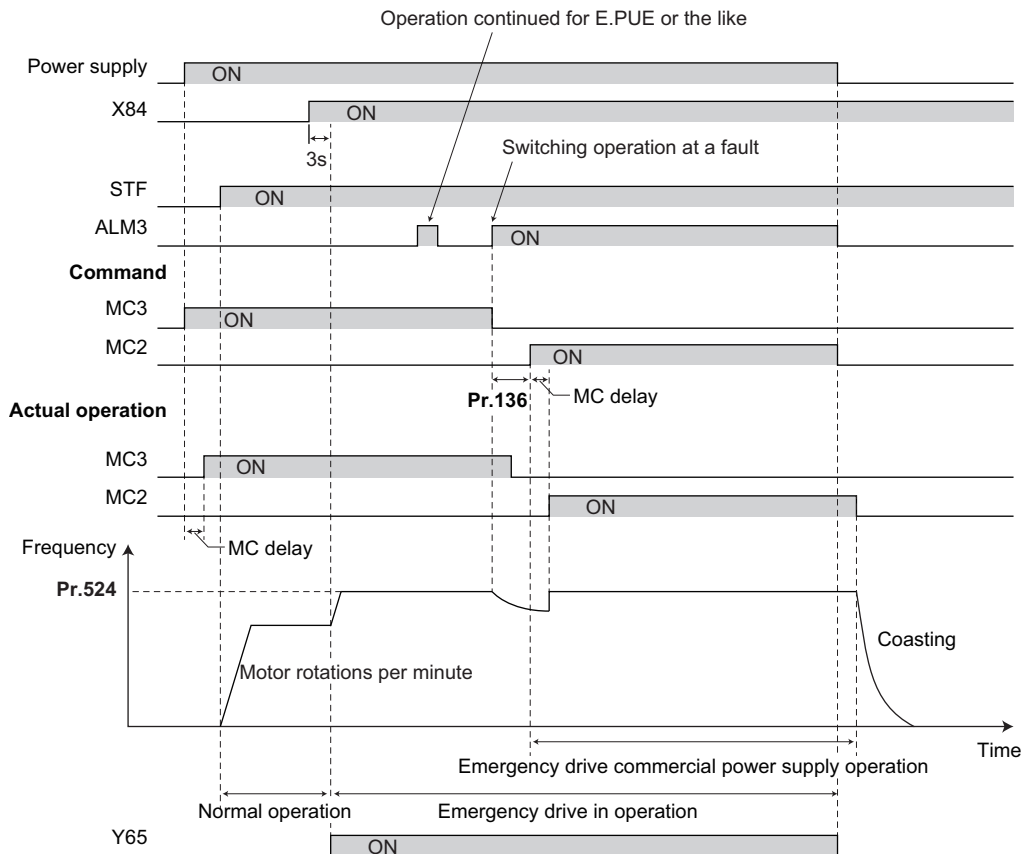 Operation continued for E.PUE or the like
Power supply
ON
X84
ON
3s
Switching operation at a fault
STF
ON
ALM3
ON
Command
MC3
ON
MC2
ON
Pr.136
MC delay
Actual operation
MC3
ON
MC2
ON
MC delay
Frequency
Pr.524
Motor rotations per minute
Coasting
Time
Emergency drive commercial power supply operation
Normal operation
Emergency drive in operation
Y65
ON